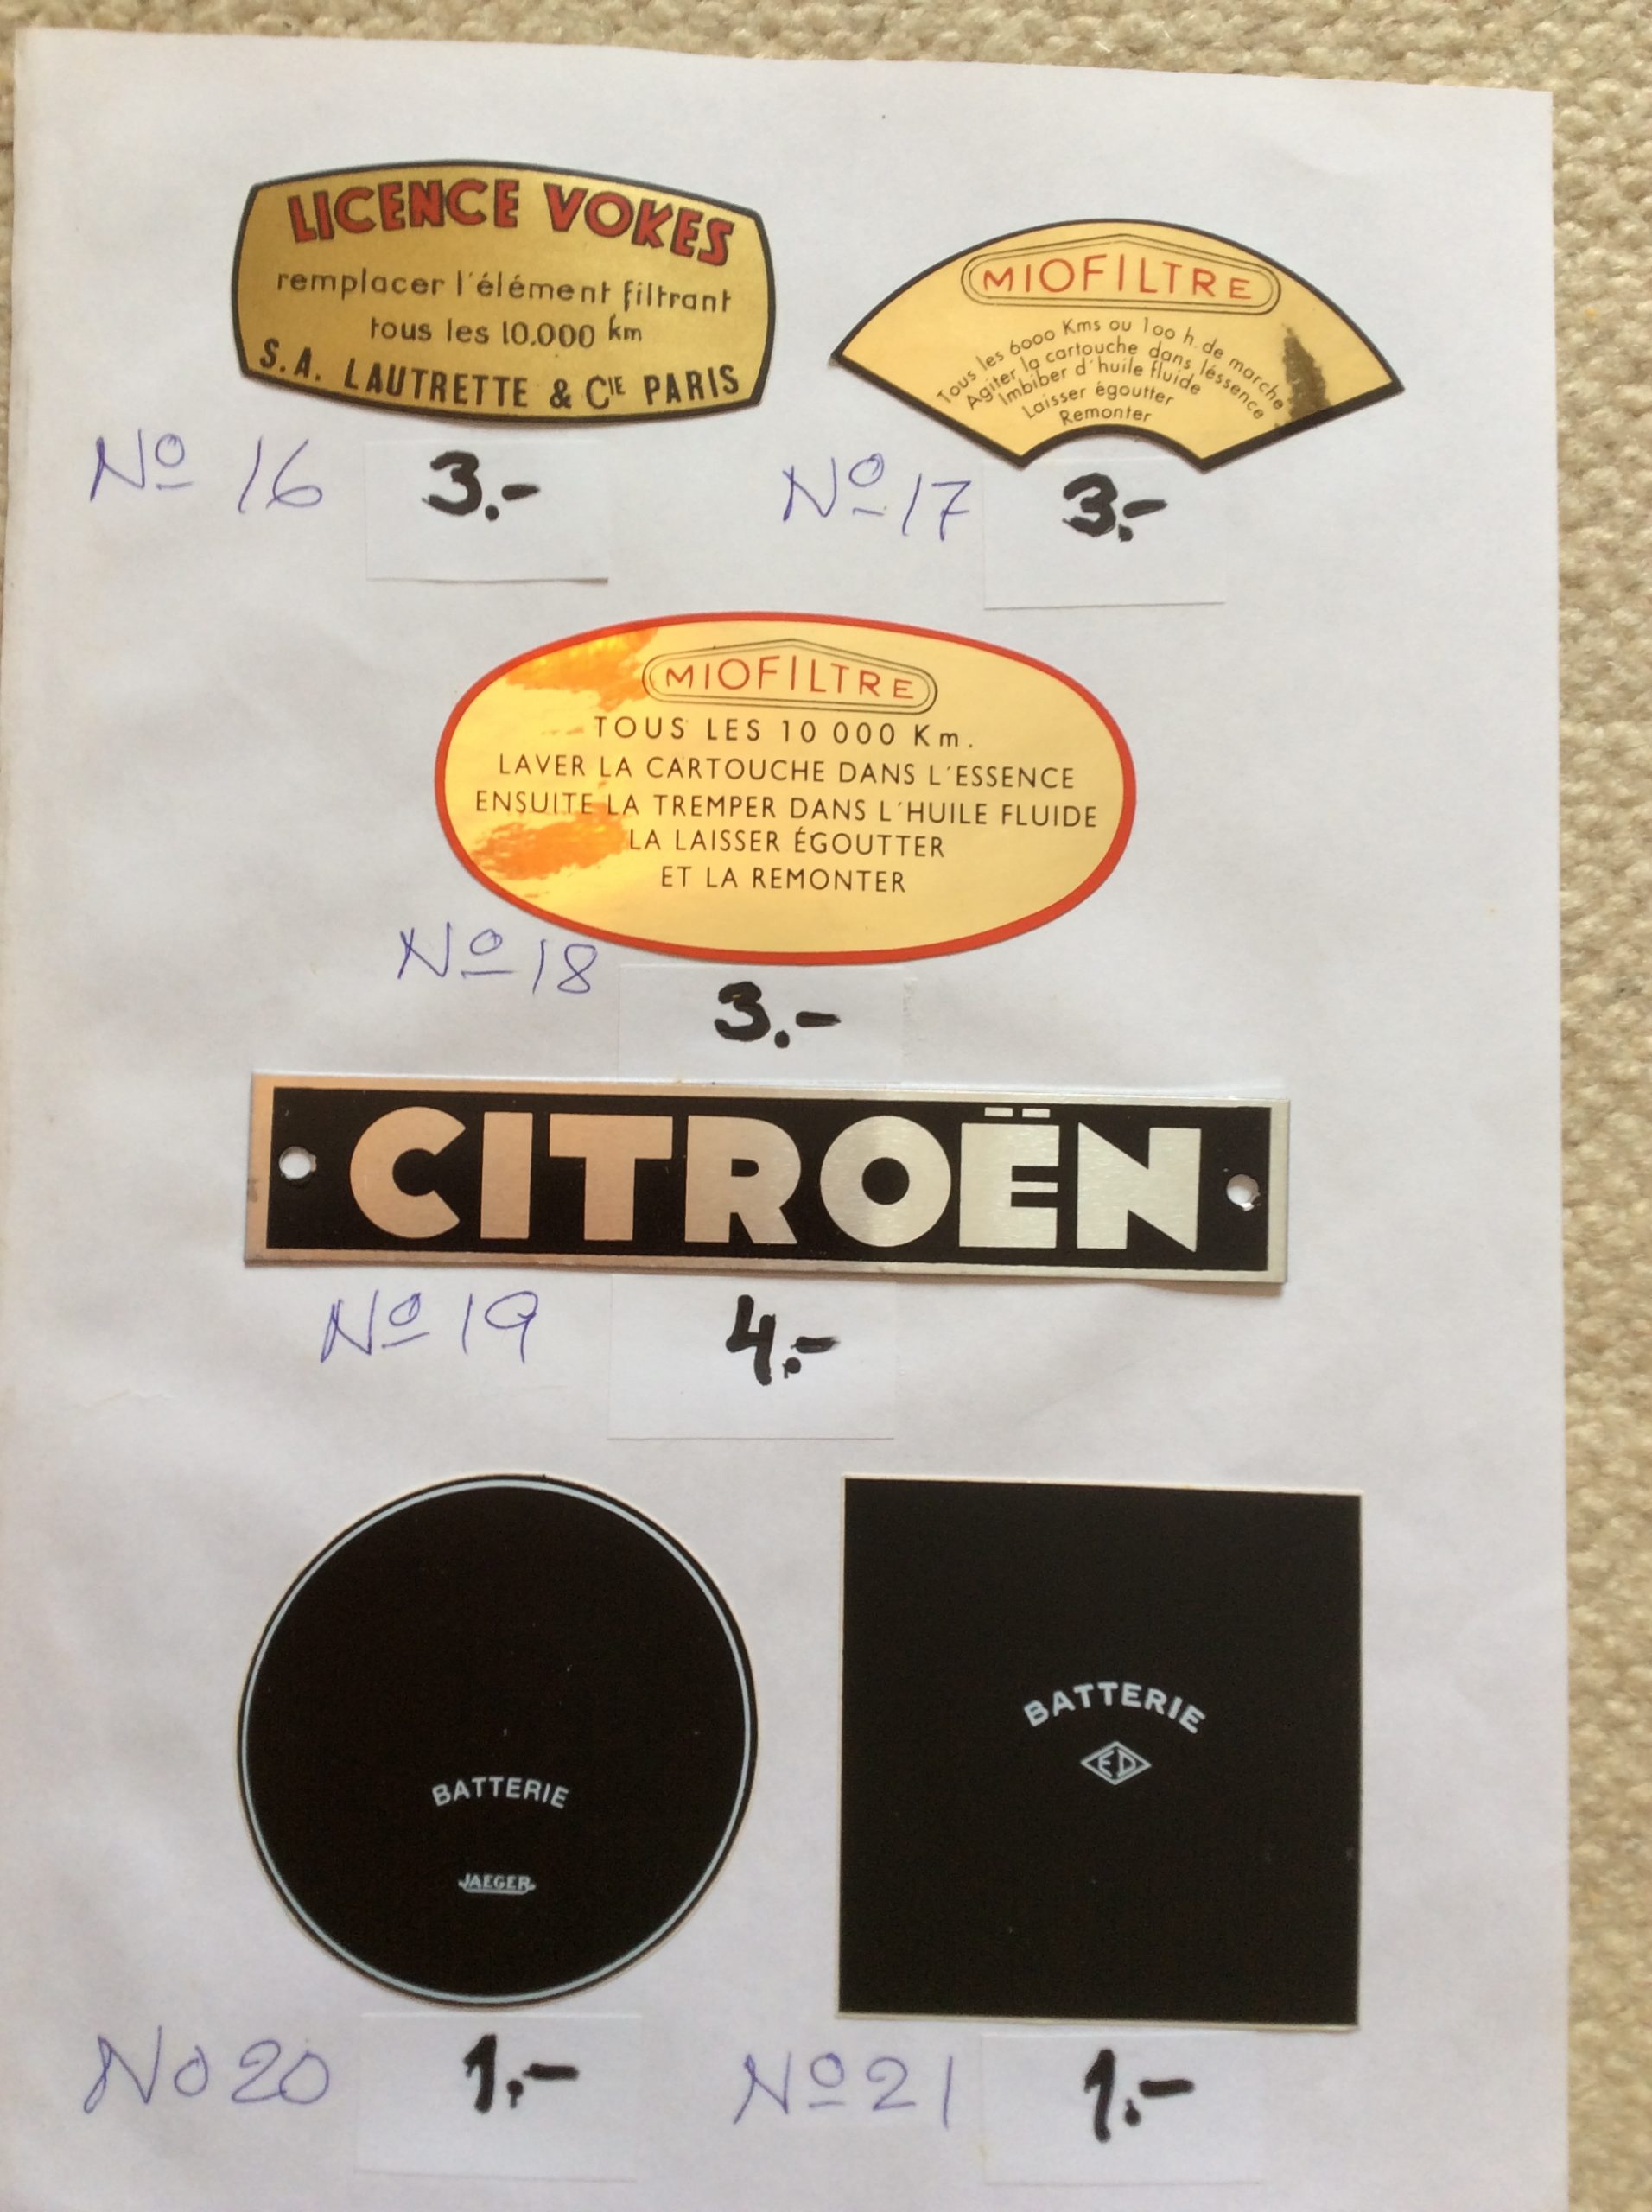 LICENCE VOKES
remplacer l'élément filtrant
tous les 10.000 km
S.A. LAUTRETTE & CIE PARIS
No 16
3.-
MIOFILTRE
Tous les 6000 Kms ou 100 h. de marche
Agiter la cartouche dans léssence
Imbiber d'huile fluide
Laisser égoutter
Remonter
No 17
3.-
MIOFILTRE
TOUS LES 10 000 Km.
LAVER LA CARTOUCHE DANS L'ESSENCE
ENSUITE LA TREMPER DANS L'HUILE FLUIDE
LA LAISSER ÉGOUTTER
ET LA REMONTER
No 18
3.-
CITROËN
No 19
4.-
BATTERIE
JAEGER
No 20
1.-
BATTERIE
ED
No 21
1.-